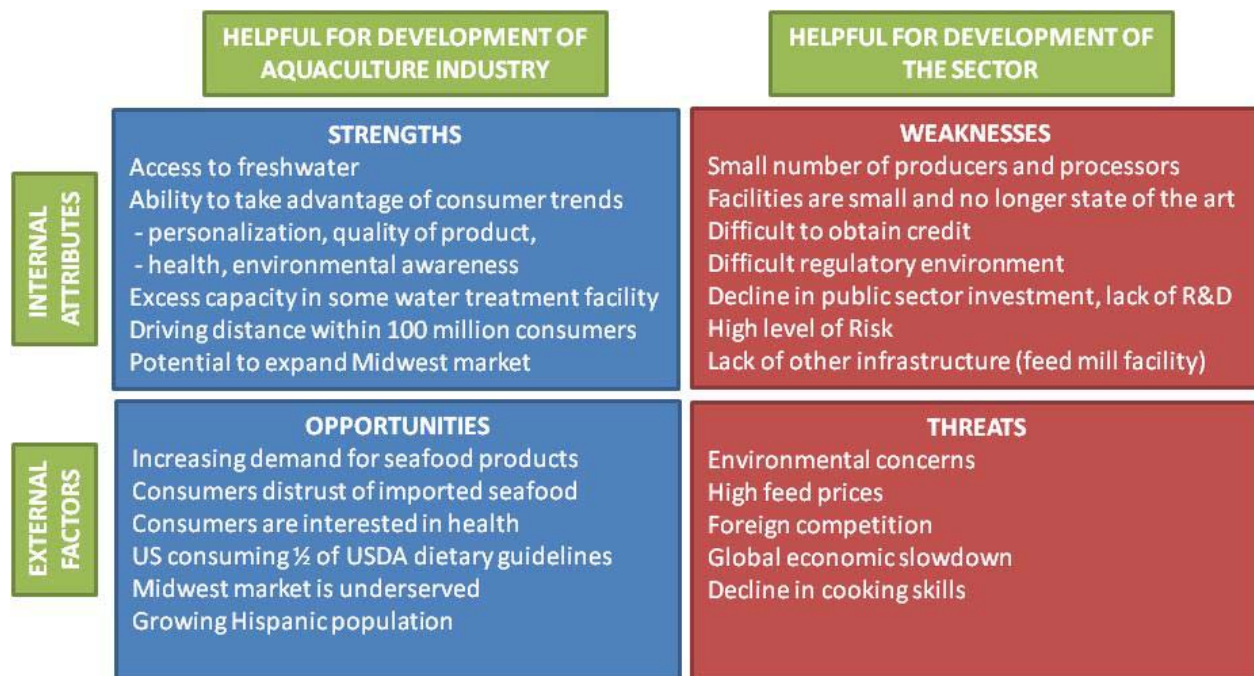 HELPFUL FOR DEVELOPMENT OF
AQUACULTURE INDUSTRY
HELPFUL FOR DEVELOPMENT OF
THE SECTOR
INTERNAL
ATTRIBUTES
STRENGTHS
Access to freshwater
Ability to take advantage of consumer trends
- personalization, quality of product,
- health, environmental awareness
Excess capacity in some water treatment facility
Driving distance within 100 million consumers
Potential to expand Midwest market
WEAKNESSES
Small number of producers and processors
Facilities are small and no longer state of the art
Difficult to obtain credit
Difficult regulatory environment
Decline in public sector investment, lack of R&D
High level of Risk
Lack of other infrastructure (feed mill facility)
EXTERNAL
FACTORS
OPPORTUNITIES
Increasing demand for seafood products
Consumers distrust of imported seafood
Consumers are interested in health
US consuming ½ of USDA dietary guidelines
Midwest market is underserved
Growing Hispanic population
THREATS
Environmental concerns
High feed prices
Foreign competition
Global economic slowdown
Decline in cooking skills